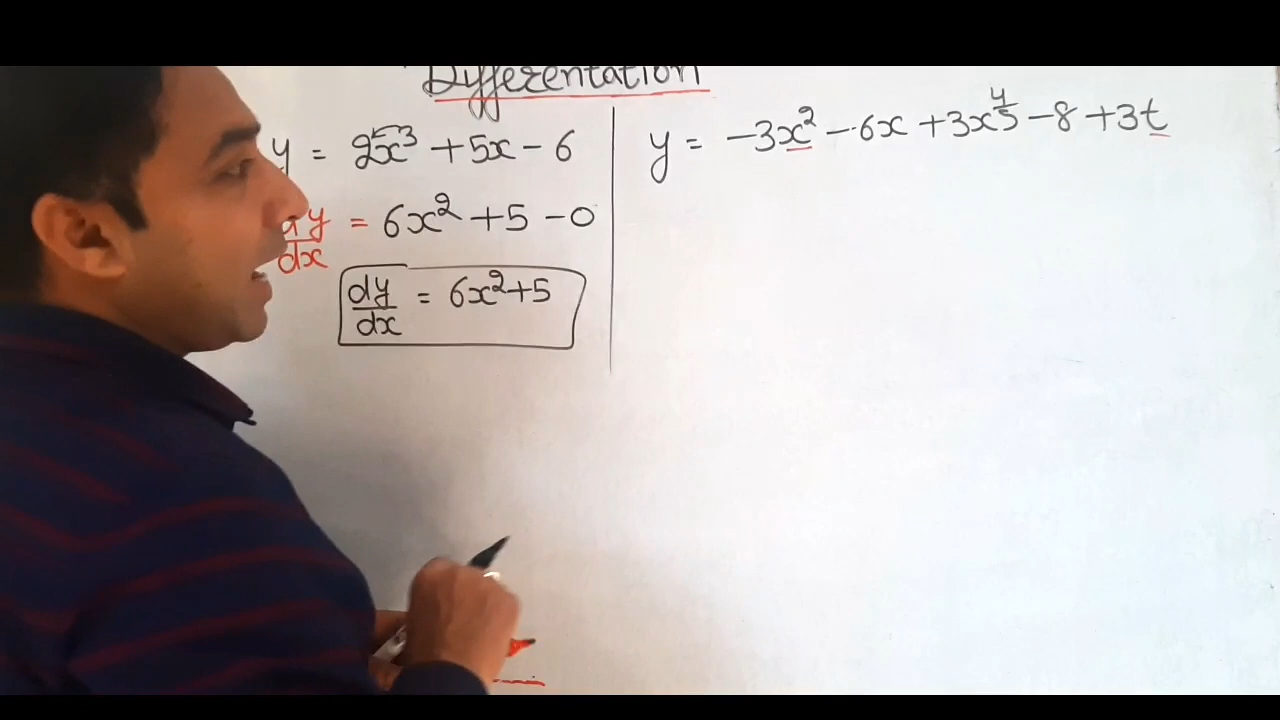 Differentation
y = 2x³ + 5x - 6
dy/dx = 6x² + 5 - 0
dy/dx = 6x² + 5
y = -3x² - 6x + 3x^4/5 - 8 + 3t